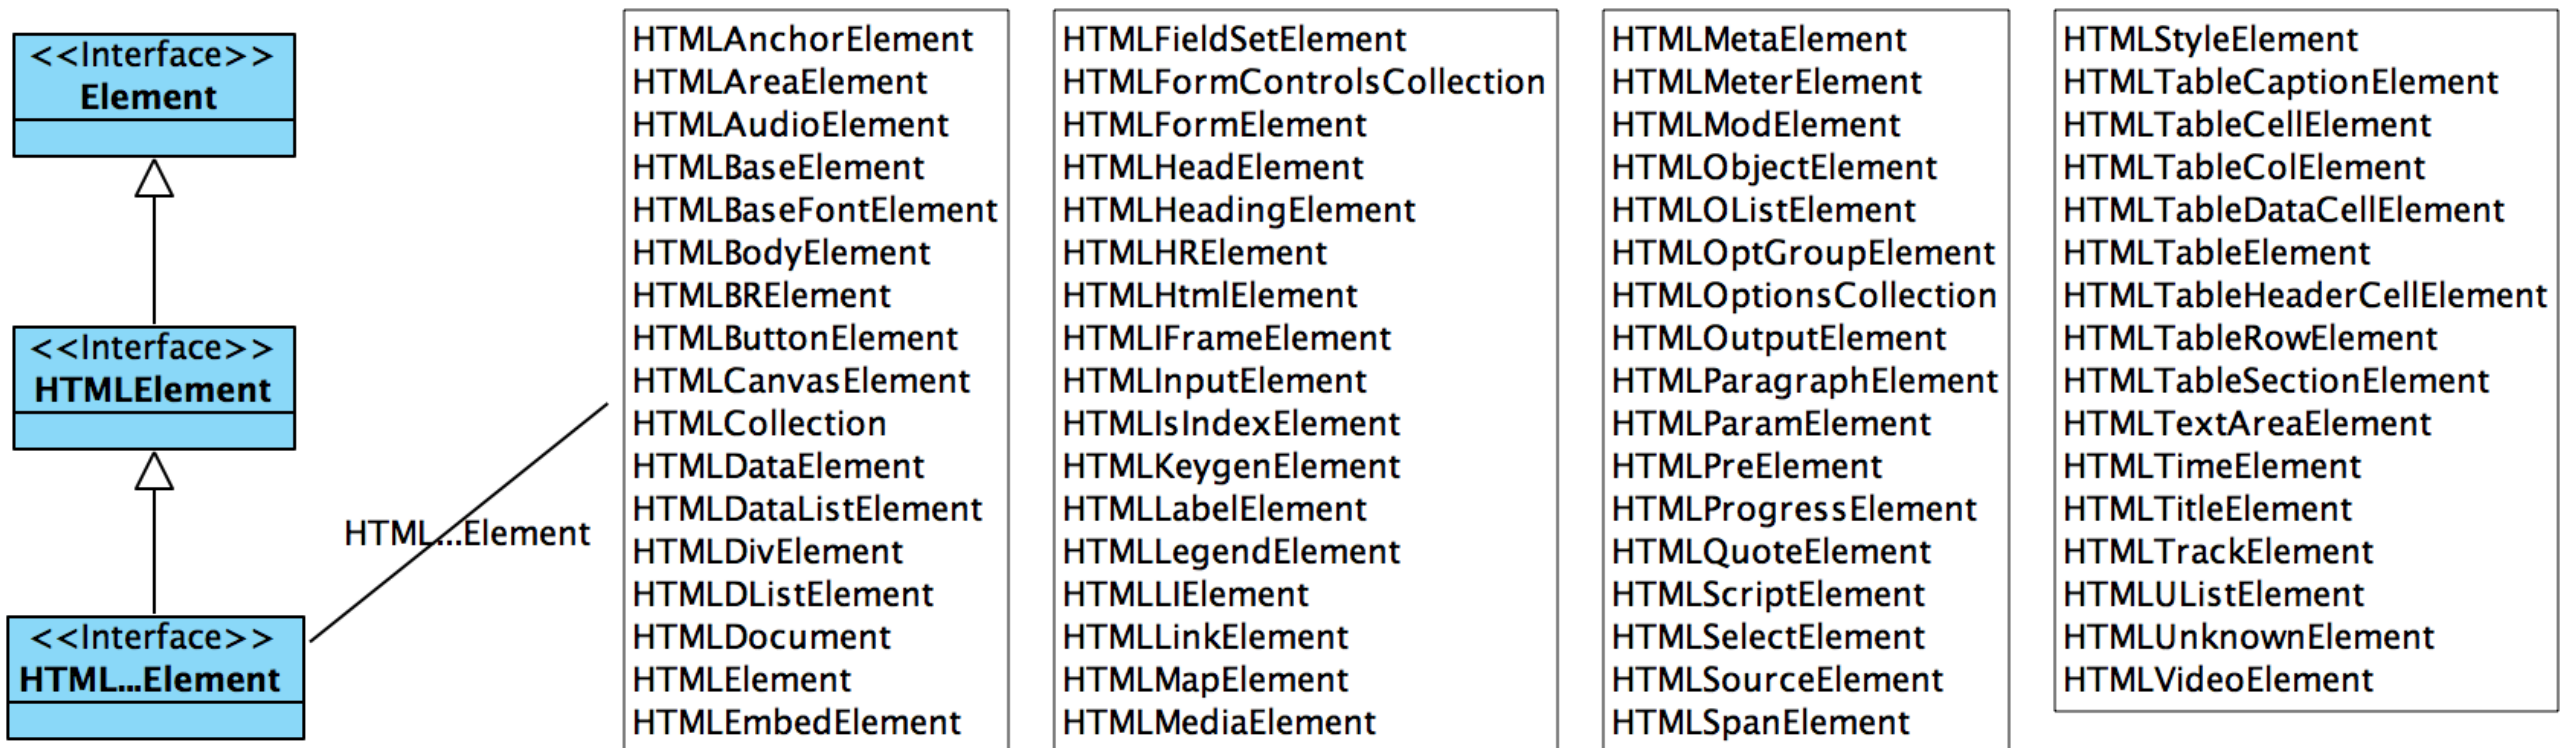 <<Interface>>
Element
<<Interface>>
HTMLElement
<<Interface>>
HTML...Element
HTML...Element
HTMLAnchorElement
HTMLAreaElement
HTMLAudioElement
HTMLBaseElement
HTMLBaseFontElement
HTMLBodyElement
HTMLBRElement
HTMLButtonElement
HTMLCanvasElement
HTMLCollection
HTMLDataElement
HTMLDataListElement
HTMLDivElement
HTMLDListElement
HTMLDocument
HTMLElement
HTMLEmbedElement
HTMLFieldSetElement
HTMLFormControlsCollection
HTMLFormElement
HTMLHeadElement
HTMLHeadingElement
HTMLHRElement
HTMLHtmlElement
HTMLIFrameElement
HTMLInputElement
HTMLIsIndexElement
HTMLKeygenElement
HTMLLabelElement
HTMLLegendElement
HTMLLIElement
HTMLLinkElement
HTMLMapElement
HTMLMediaElement
HTMLMetaElement
HTMLMeterElement
HTMLModElement
HTMLObjectElement
HTMLOListElement
HTMLOptGroupElement
HTMLOptionsCollection
HTMLOutputElement
HTMLParagraphElement
HTMLParamElement
HTMLPreElement
HTMLProgressElement
HTMLQuoteElement
HTMLScriptElement
HTMLSelectElement
HTMLSourceElement
HTMLSpanElement
HTMLStyleElement
HTMLTableCaptionElement
HTMLTableCellElement
HTMLTableColElement
HTMLTableDataCellElement
HTMLTableElement
HTMLTableHeaderCellElement
HTMLTableRowElement
HTMLTableSectionElement
HTMLTextAreaElement
HTMLTimeElement
HTMLTitleElement
HTMLTrackElement
HTMLUListElement
HTMLUnknownElement
HTMLVideoElement